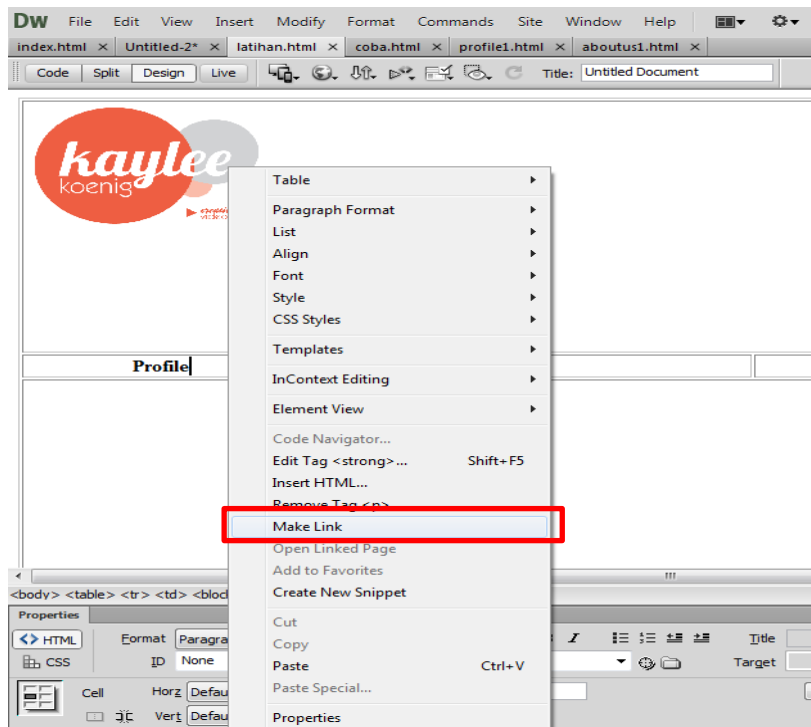 DW File Edit View Insert Modify Format Commands Site Window Help
index.html × Untitled-2* × latihan.html × coba.html × profile1.html × aboutus1.html ×
Code Split Design Live Title: Untitled Document
kaylee
koenig
Table
Paragraph Format
List
Align
Font
Style
CSS Styles
Templates
Profile
InContext Editing
Element View
Code Navigator...
Edit Tag <strong>... Shift+F5
Insert HTML...
Remove Tag <p>
Make Link
Open Linked Page
Add to Favorites
Create New Snippet
Cut
Copy
Paste Ctrl+V
Paste Special...
Properties
<body> <table> <tr> <td>
Properties
<> HTML Format I Title
CSS ID None Target
Cell Horz
Vert